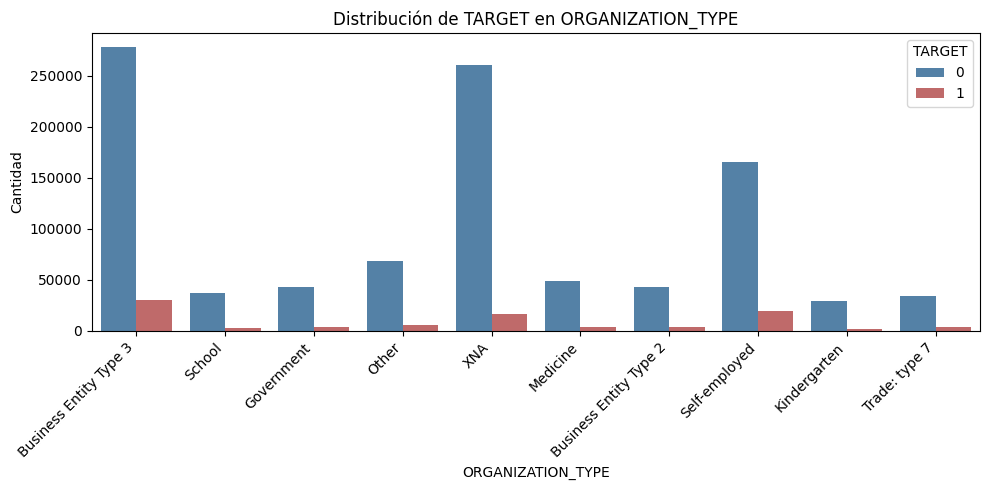 Distribución de TARGET en ORGANIZATION_TYPE
TARGET
0
1
Cantidad
250000
200000
150000
100000
50000
0
Business Entity Type 3
School
Government
Other
XNA
Medicine
Business Entity Type 2
Self-employed
Kindergarten
Trade: type 7
ORGANIZATION_TYPE